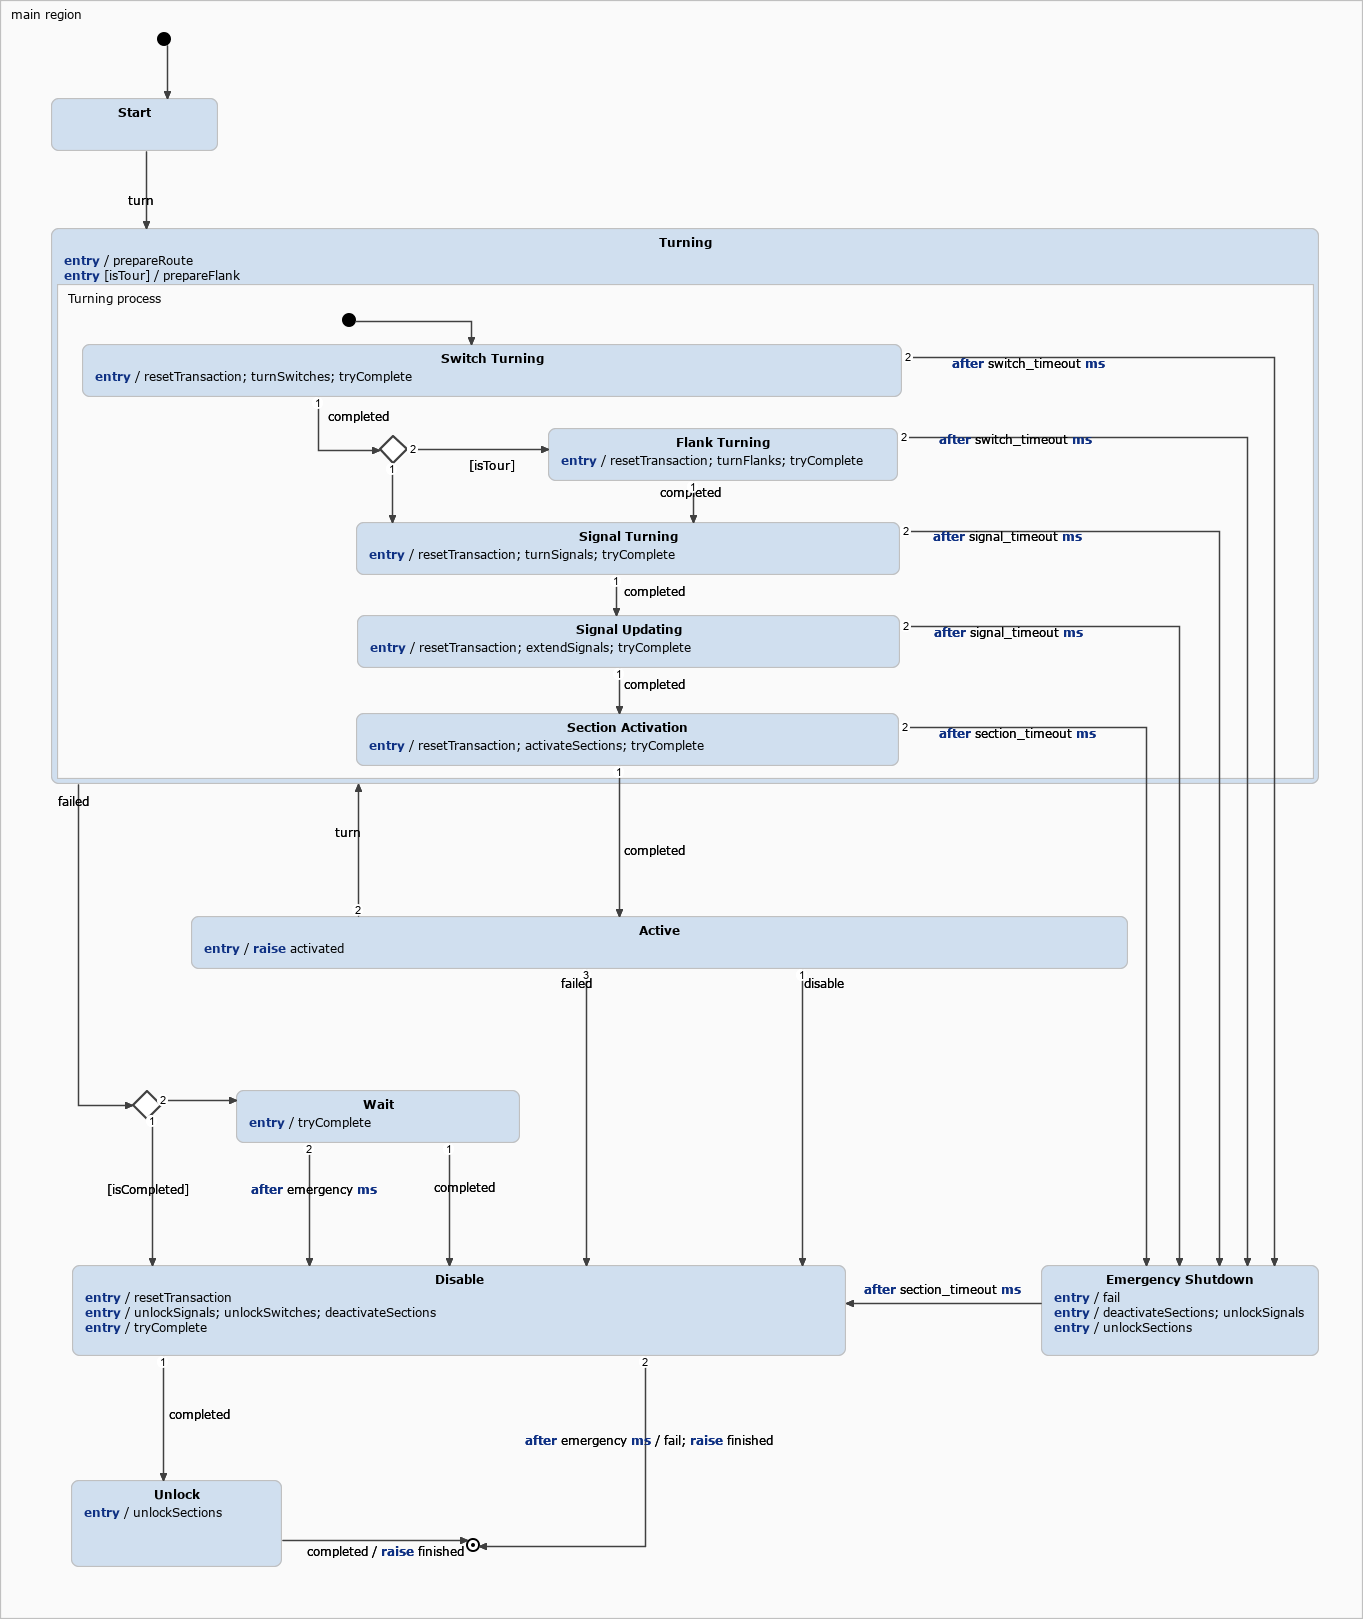 main region
Start
turn
Turning
entry / prepareRoute
entry [isTour] / prepareFlank
Turning process
Switch Turning
entry / resetTransaction; turnSwitches; tryComplete
2
after switch_timeout ms
1
completed
2
[isTour]
1
Flank Turning
entry / resetTransaction; turnFlanks; tryComplete
2
after switch_timeout ms
1
completed
Signal Turning
entry / resetTransaction; turnSignals; tryComplete
2
after signal_timeout ms
1
completed
Signal Updating
entry / resetTransaction; extendSignals; tryComplete
2
after signal_timeout ms
1
completed
Section Activation
entry / resetTransaction; activateSections; tryComplete
2
after section_timeout ms
1
failed
turn
completed
2
Active
entry / raise activated
3
failed
1
disable
2
1
Wait
entry / tryComplete
2
1
[isCompleted]
after emergency ms
completed
Disable
entry / resetTransaction
entry / unlockSignals; unlockSwitches; deactivateSections
entry / tryComplete
after section_timeout ms
Emergency Shutdown
entry / fail
entry / deactivateSections; unlockSignals
entry / unlockSections
1
2
completed
after emergency ms / fail; raise finished
Unlock
entry / unlockSections
completed / raise finished